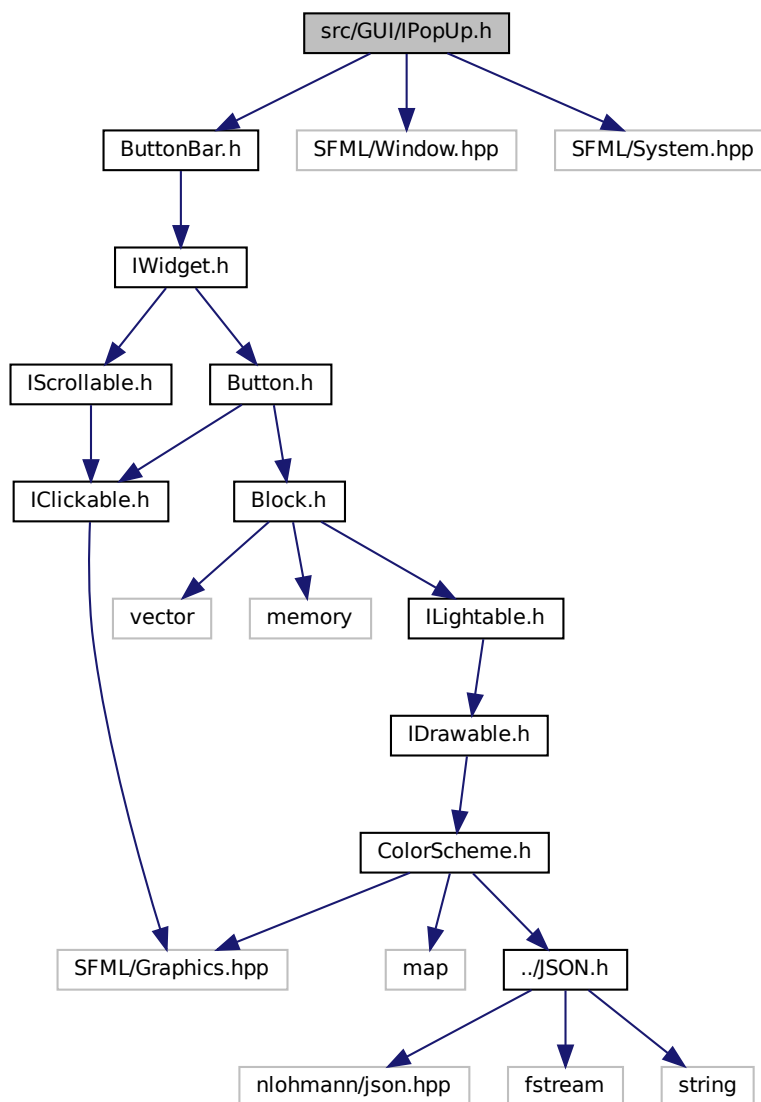 src/GUI/IPopUp.h
ButtonBar.h
SFML/Window.hpp
SFML/System.hpp
IWidget.h
IScrollable.h
Button.h
IClickable.h
Block.h
vector
memory
ILightable.h
IDrawable.h
ColorScheme.h
SFML/Graphics.hpp
map
../JSON.h
nlohmann/json.hpp
fstream
string